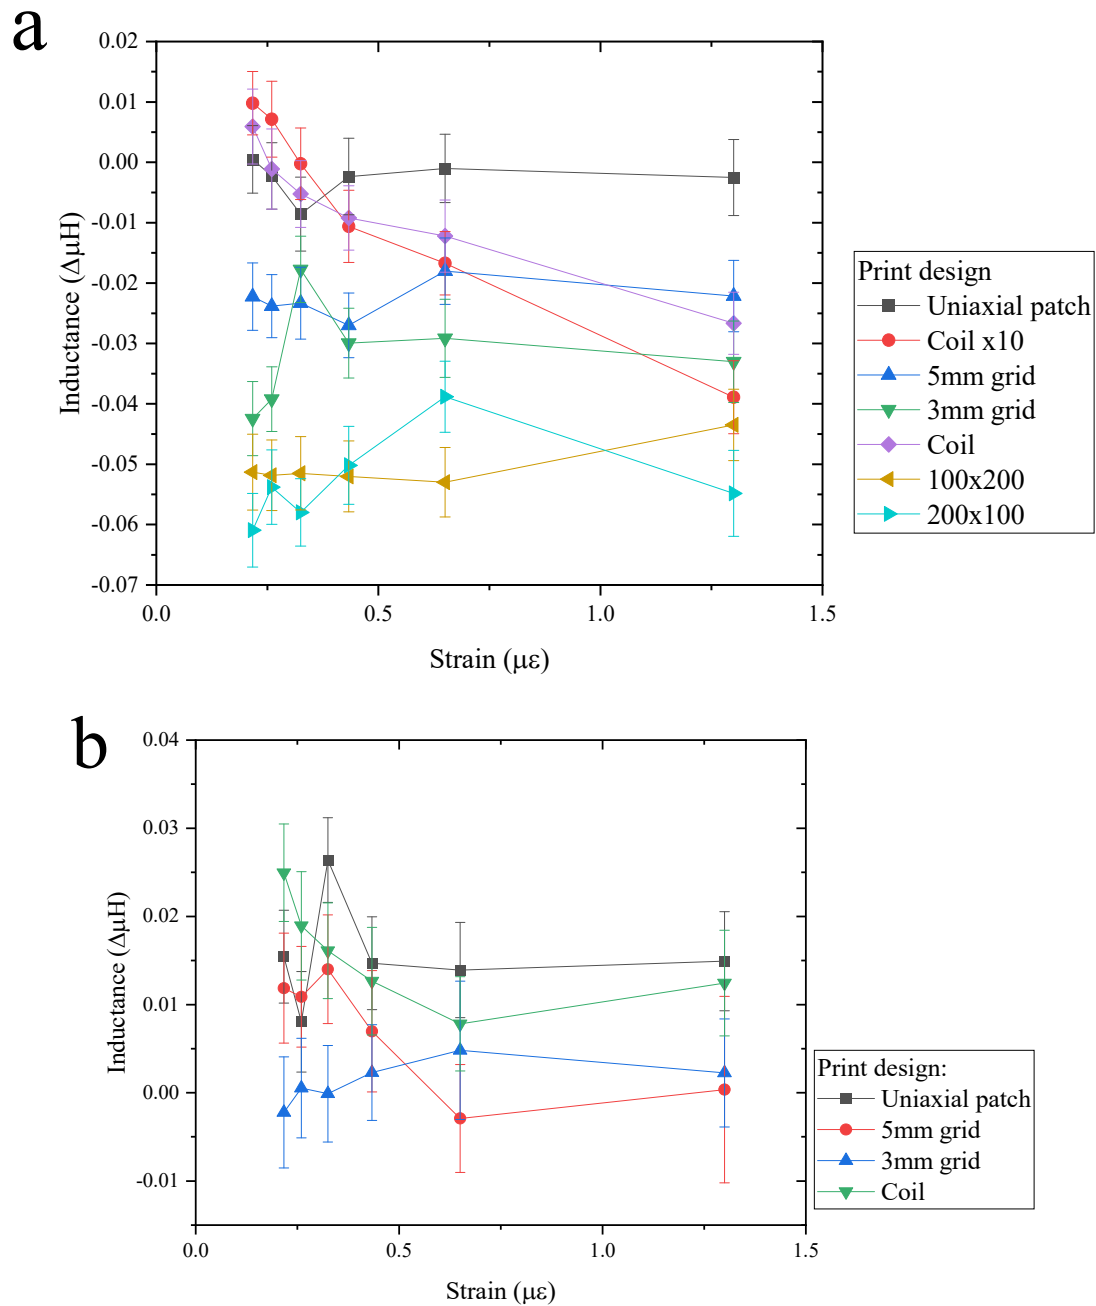 a
0.02
0.01
0.00
-0.01
-0.02
-0.03
-0.04
-0.05
-0.06
-0.07
Inductance (ΔμH)
0.0 0.5 1.0 1.5
Strain (με)
Print design
Uniaxial patch
Coil x10
5mm grid
3mm grid
Coil
100x200
200x100
b
0.04
0.03
0.02
0.01
0.00
-0.01
Inductance (ΔμH)
0.0 0.5 1.0 1.5
Strain (με)
Print design:
Uniaxial patch
5mm grid
3mm grid
Coil